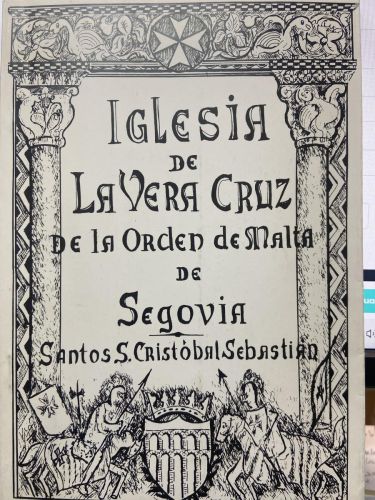 IGLESIA
DE
LA VERA CRUZ
DE LA ORDEN DE MALTA
DE
SEGOVIA
SANTOS S. CRISTÓBAL SEBASTIÁN